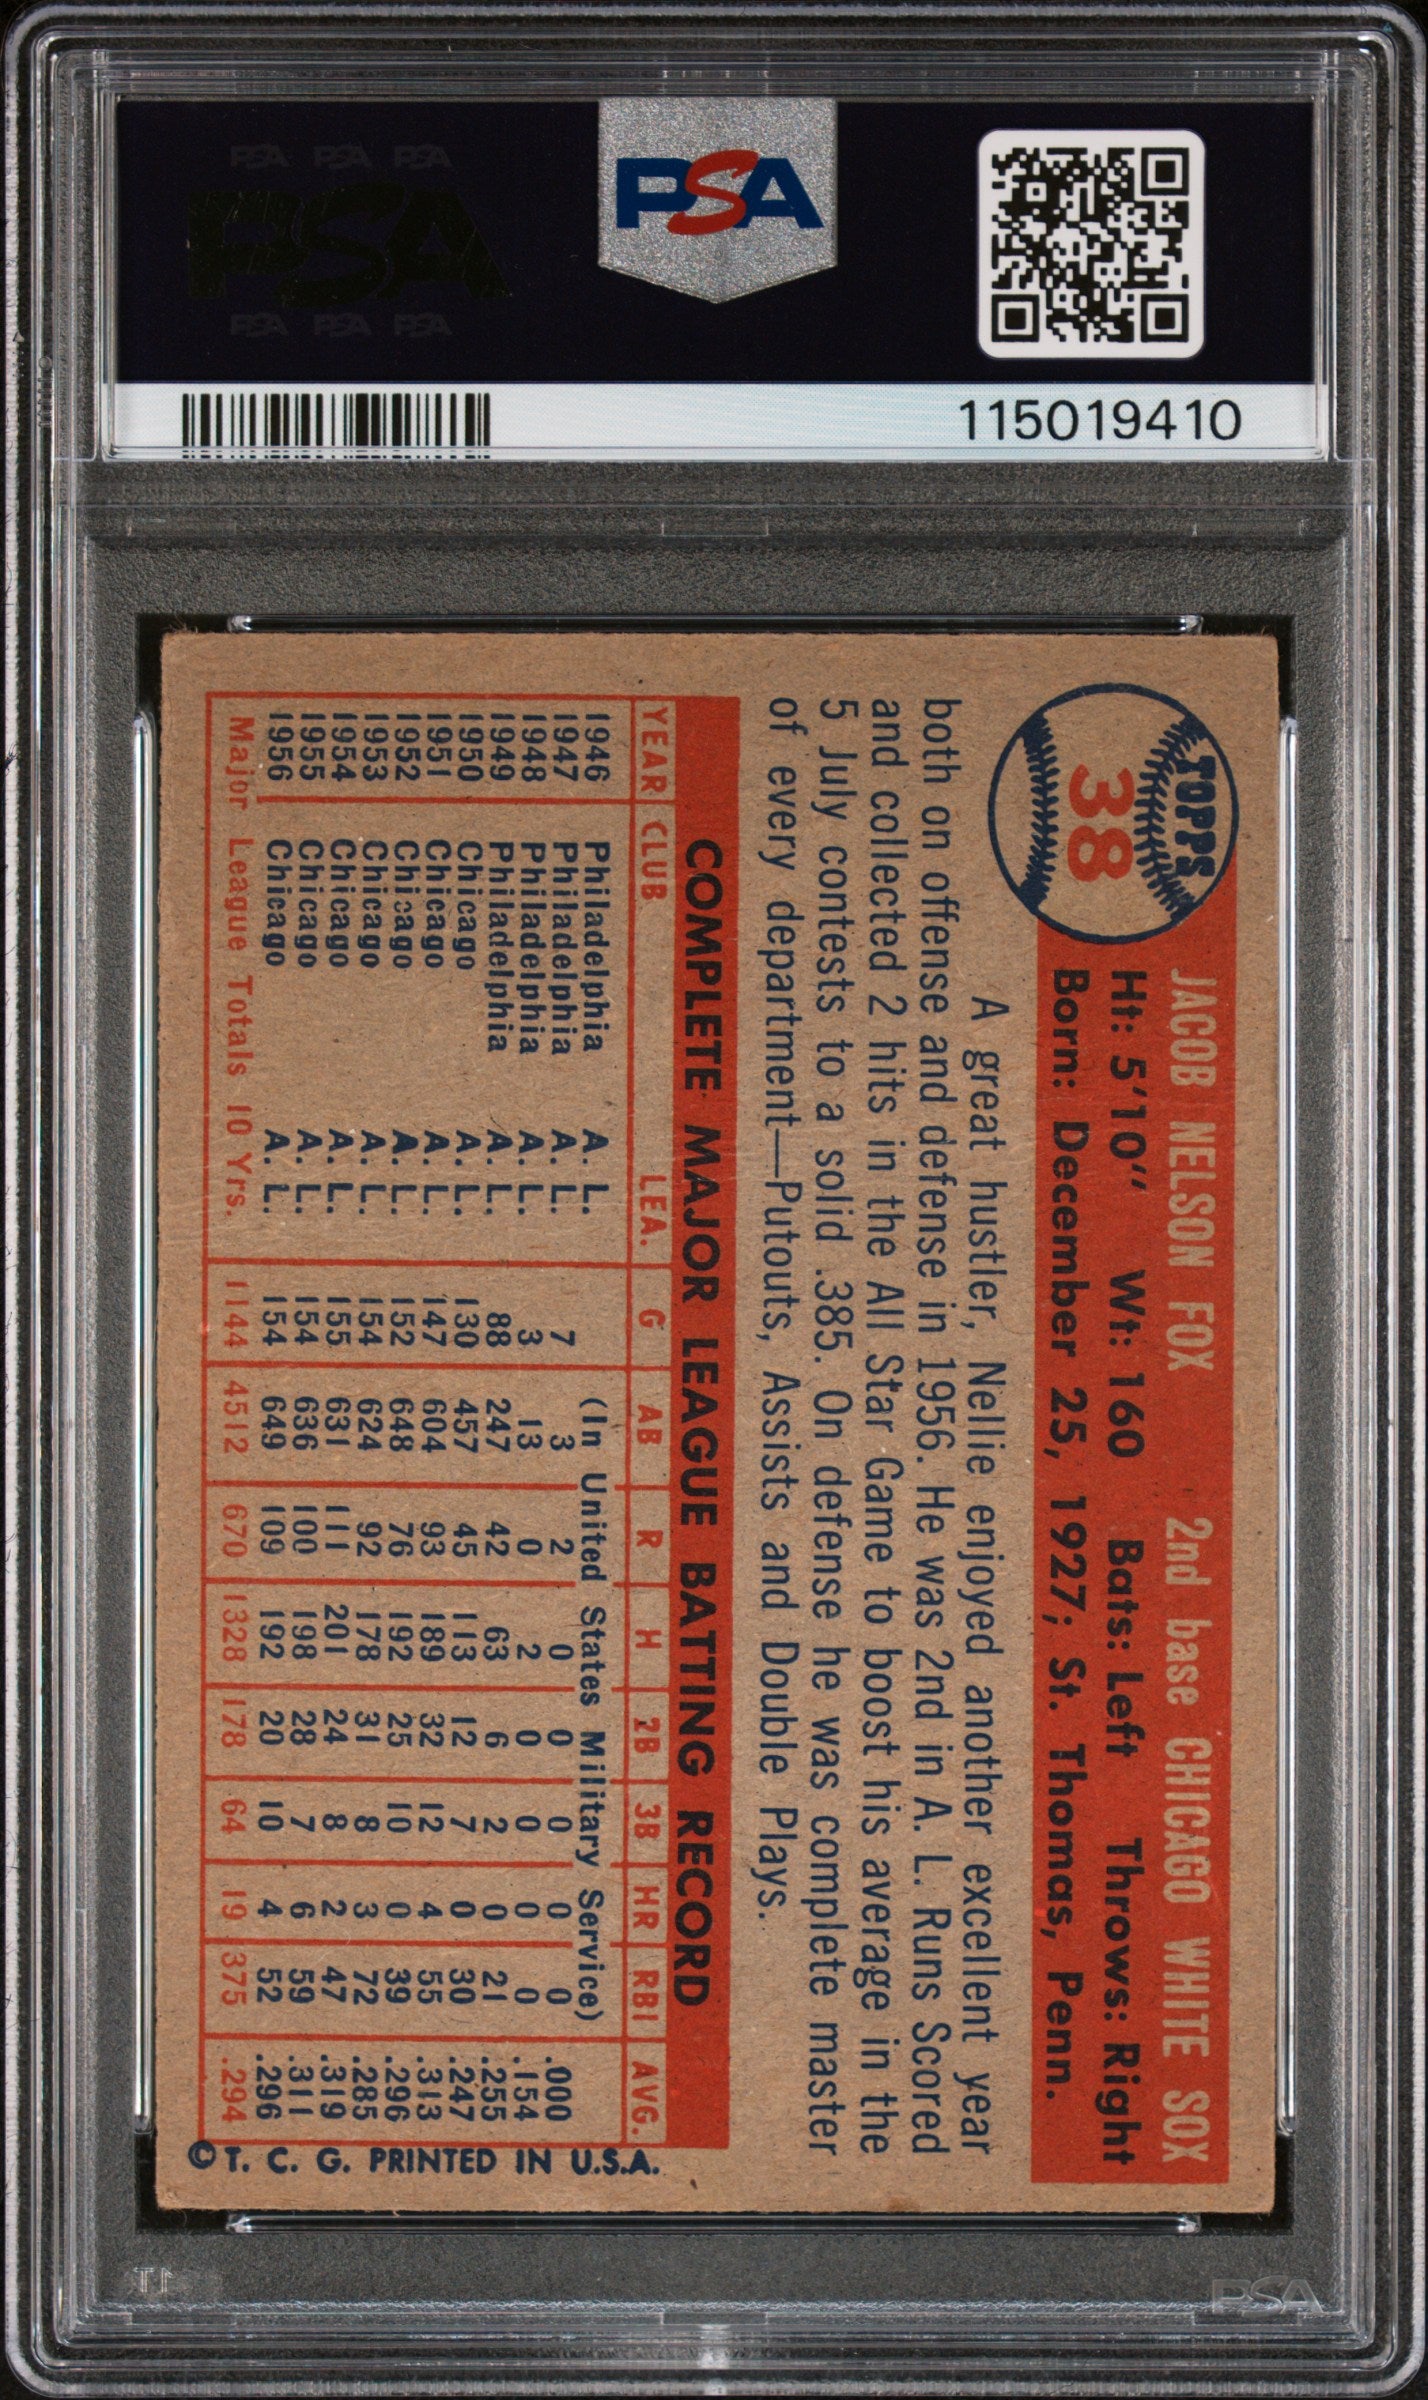 PSA PSA PSA
PSA
PSA PSA PSA
PSA
115019410
TOPPS
38
JACOB NELSON FOX 2nd base CHICAGO WHITE SOX
Ht: 5'10" Wt: 160 Bats: Left Throws: Right
Born: December 25, 1927; St. Thomas, Penn.
A great hustler, Nellie enjoyed another excellent year
both on offense and defense in 1956. He was 2nd in A. L. Runs Scored
and collected 2 hits in the All Star Game to boost his average in the
5 July contests to a solid .385. On defense he was complete master
of every department—Putouts, Assists and Double Plays.
COMPLETE MAJOR LEAGUE BATTING RECORD
YEAR CLUB LEA. G AB R H 2B 3B HR RBI AVG.
1946 Philadelphia A. L. (In United States Military Service)
1947 Philadelphia A. L. 7 3 2 0 0 0 0 0 .000
1948 Philadelphia A. L. 3 13 0 2 0 0 0 0 .154
1949 Philadelphia A. L. 88 247 42 63 6 2 0 21 .255
1950 Chicago A. L. 130 457 45 113 12 7 0 30 .247
1951 Chicago A. L. 147 604 93 189 32 12 4 55 .313
1952 Chicago A. L. 152 648 76 192 25 10 0 39 .296
1953 Chicago A. L. 154 624 92 178 31 8 3 72 .285
1954 Chicago A. L. 155 631 111 201 24 8 2 47 .319
1955 Chicago A. L. 154 636 100 198 28 7 6 59 .311
1956 Chicago A. L. 154 649 109 192 20 10 4 52 .296
Major League Totals 10 Yrs. 1144 4512 670 1328 178 64 19 375 .294
© T. C. G. PRINTED IN U.S.A.
PSA